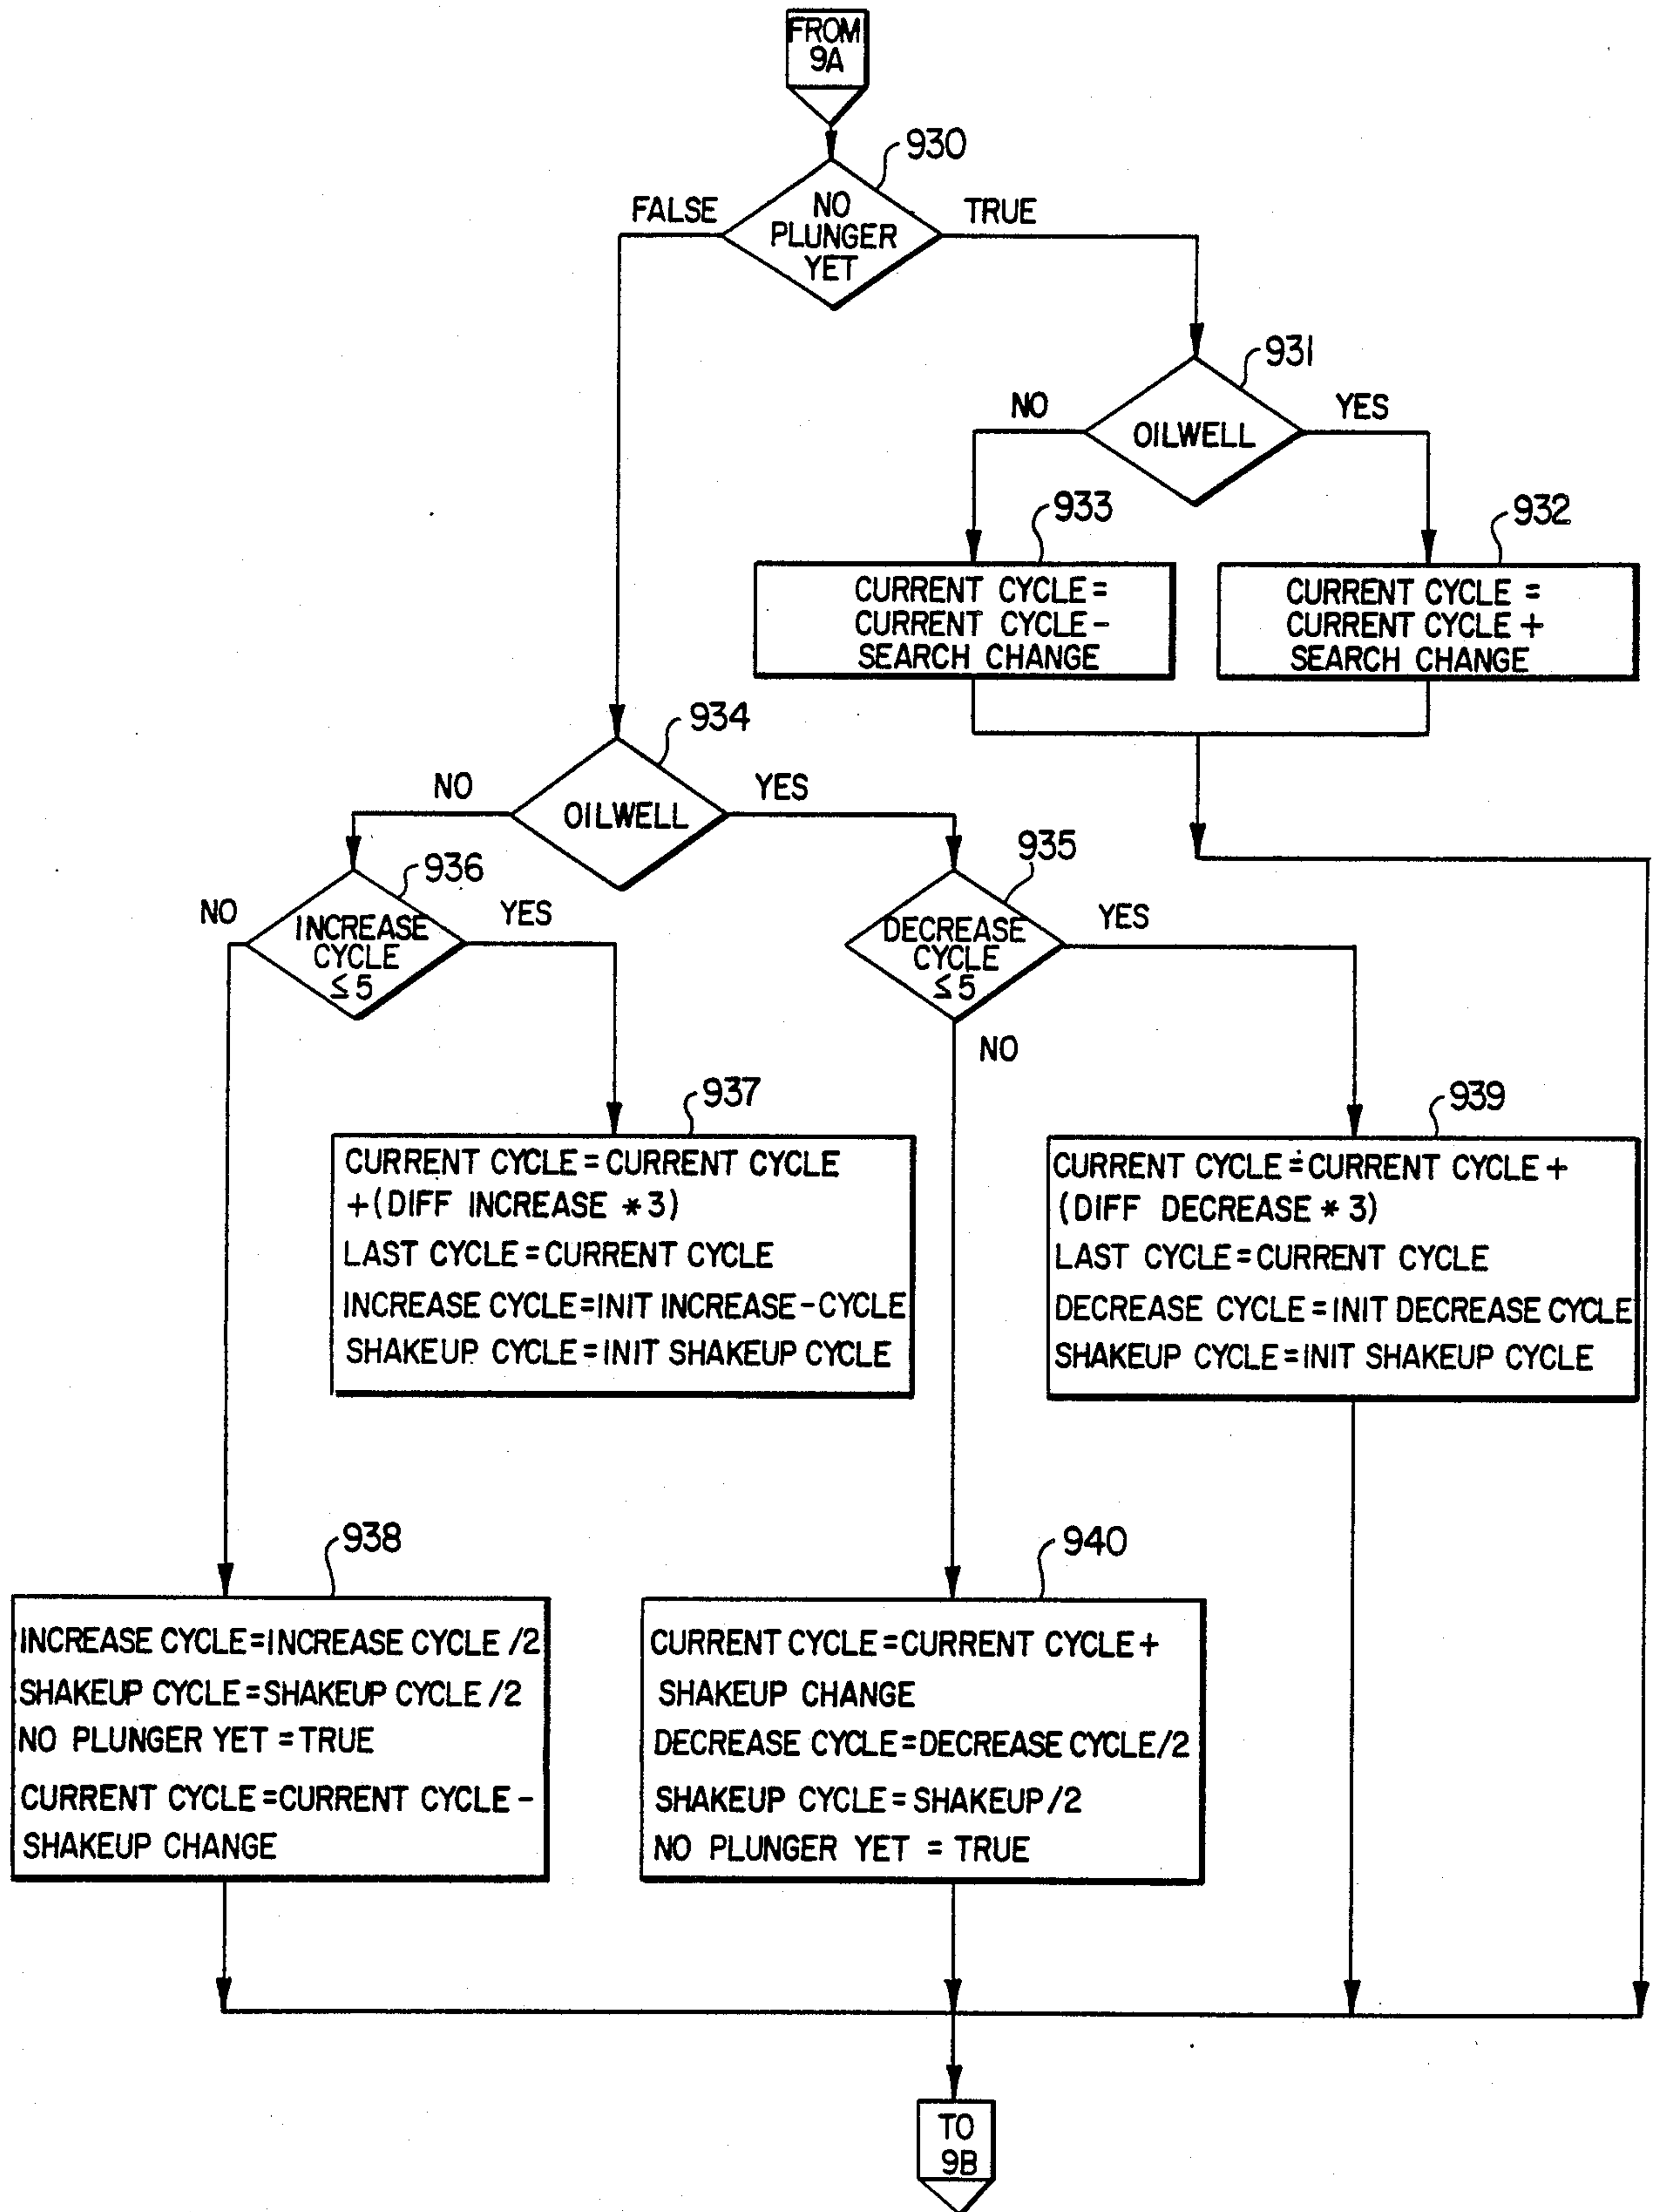 FROM
9A
930
FALSE
NO
PLUNGER
YET
TRUE
931
NO
OILWELL
YES
933
932
CURRENT CYCLE=
CURRENT CYCLE-
SEARCH CHANGE
CURRENT CYCLE =
CURRENT CYCLE +
SEARCH CHANGE
934
NO
OILWELL
YES
936
935
NO
INCREASE
CYCLE
≤5
YES
DECREASE
CYCLE
≤5
YES
NO
937
939
CURRENT CYCLE=CURRENT CYCLE
+(DIFF INCREASE *3)
LAST CYCLE=CURRENT CYCLE
INCREASE CYCLE=INIT INCREASE-CYCLE
SHAKEUP CYCLE=INIT SHAKEUP CYCLE
CURRENT CYCLE=CURRENT CYCLE+
(DIFF DECREASE * 3)
LAST CYCLE=CURRENT CYCLE
DECREASE CYCLE=INIT DECREASE CYCLE
SHAKEUP CYCLE=INIT SHAKEUP CYCLE
938
940
INCREASE CYCLE=INCREASE CYCLE/2
SHAKEUP CYCLE=SHAKEUP CYCLE/2
NO PLUNGER YET =TRUE
CURRENT CYCLE=CURRENT CYCLE-
SHAKEUP CHANGE
CURRENT CYCLE=CURRENT CYCLE+
SHAKEUP CHANGE
DECREASE CYCLE=DECREASE CYCLE/2
SHAKEUP CYCLE=SHAKEUP/2
NO PLUNGER YET = TRUE
TO
9B